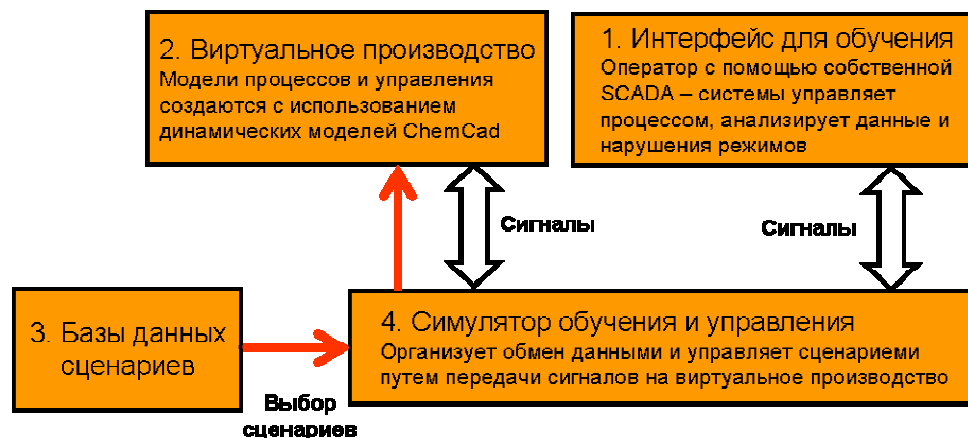 2. Виртуальное производство
Модели процессов и управления
создаются с использованием
динамических моделей ChemCad
1. Интерфейс для обучения
Оператор с помощью собственной
SCADA – системы управляет
процессом, анализирует данные и
нарушения режимов
Сигналы
Сигналы
3. Базы данных
сценариев
Выбор
сценариев
4. Симулятор обучения и управления
Организует обмен данными и управляет сценариеми
путем передачи сигналов на виртуальное производство